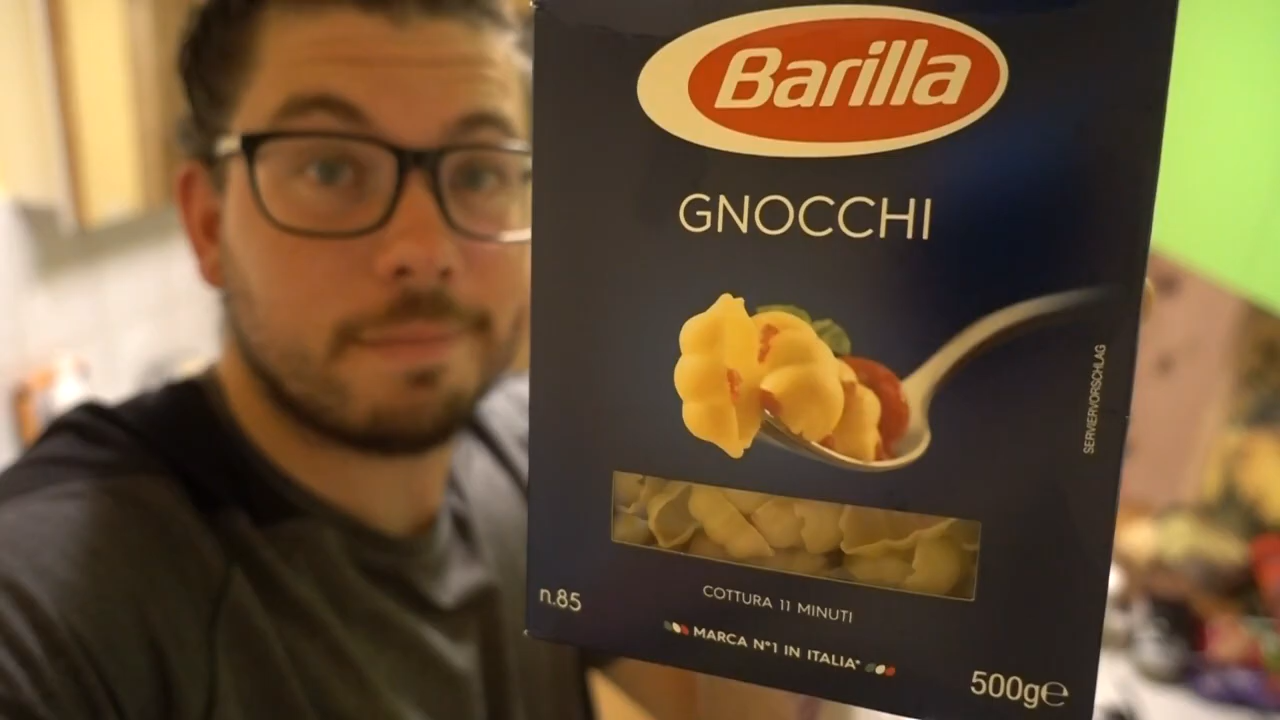 Barilla
GNOCCHI
SERVIERVORSCHLAG
n.85
COTTURA 11 MINUTI
MARCA N°1 IN ITALIA*
500g℮